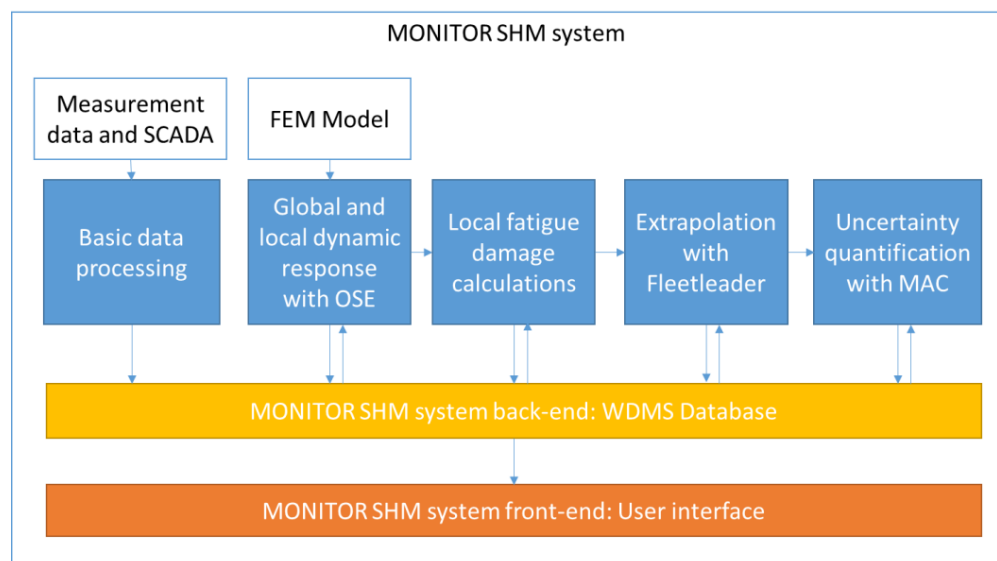 MONITOR SHM system
Measurement
data and SCADA
FEM Model
Basic data
processing
Global and
local dynamic
response
with OSE
Local fatigue
damage
calculations
Extrapolation
with
Fleetleader
Uncertainty
quantification
with MAC
MONITOR SHM system back-end: WDMS Database
MONITOR SHM system front-end: User interface